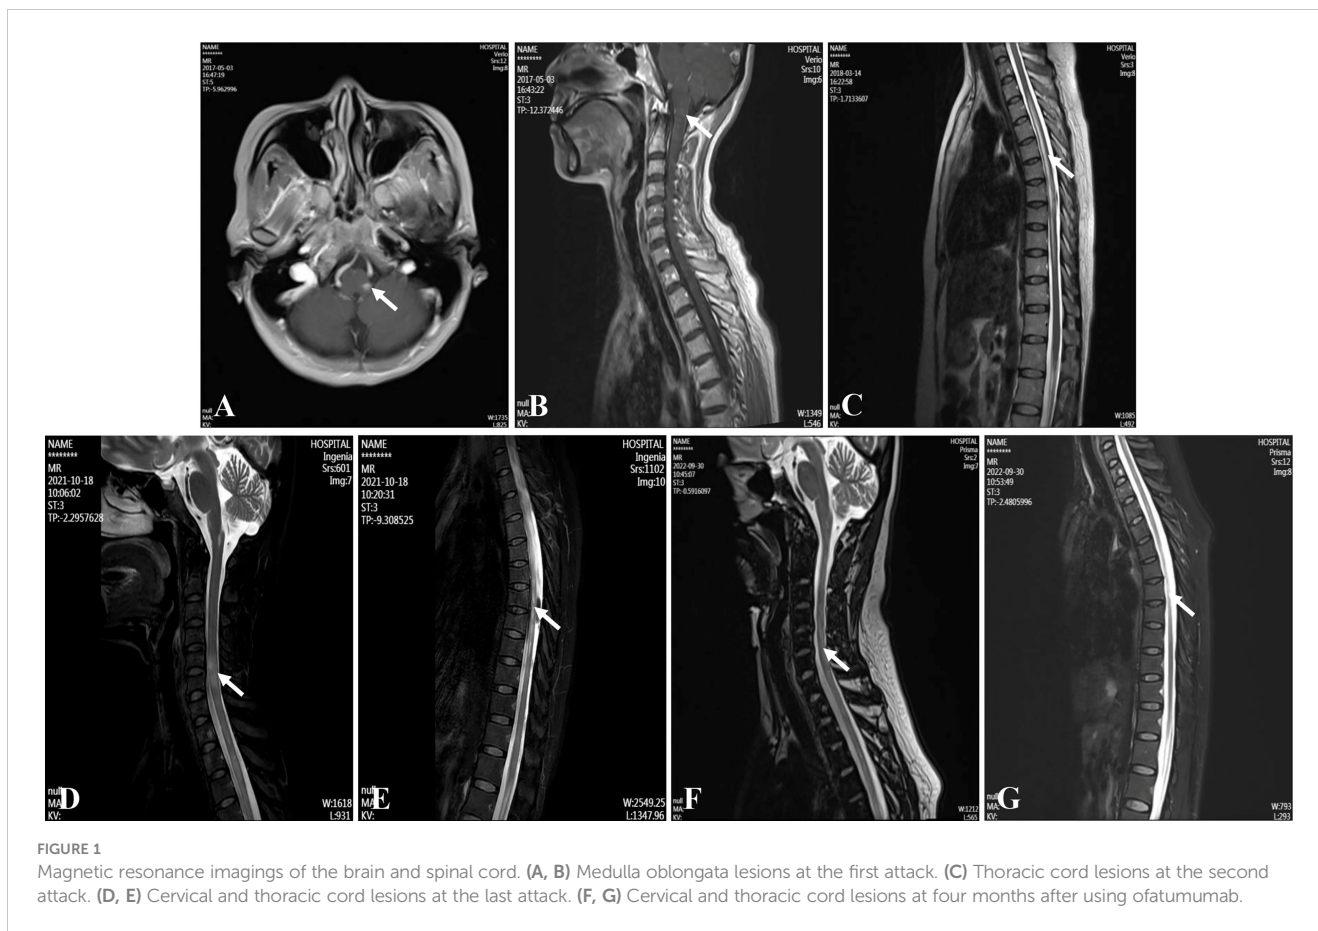 NAME
********
MR
2017-05-03
16:47:19
ST:5
TP:-5.962996
HOSPITAL
Verio
Srs:12
Img:8
null
MA:
KV:
A
W:1735
L:825
NAME
********
MR
2017-05-03
16:43:22
ST:3
TP:-12.372446
HOSPITAL
Verio
Srs:10
Img:6
null
MA:
KV:
B
W:1349
L:546
NAME
********
MR
2018-03-14
16:22:58
ST:3
TP:-1.7133607
HOSPITAL
Verio
Srs:3
Img:8
null
MA:
KV:
C
W:1085
L:492
NAME
********
MR
2021-10-18
10:06:02
ST:3
TP:-2.2957628
HOSPITAL
Ingenia
Srs:601
Img:7
null
MA
KV:
D
W:1618
L:931
NAME
********
MR
2021-10-18
10:20:31
ST:3
TP:-9.308525
HOSPITAL
Ingenia
Srs:1102
Img:10
null
MA
KV:
E
W:2549.25
L:1347.96
NAME
********
MR
2022-09-30
10:45:07
ST:3
TP:-0.5916097
HOSPITAL
Prisma
Srs:2
Img:7
null
MA:
KV:
F
W:1212
L:565
NAME
********
MR
2022-09-30
10:53:49
ST:3
TP:-2.4805996
HOSPITAL
Prisma
Srs:12
Img:8
null
MA:
KV:
G
W:793
L:293
FIGURE 1
Magnetic resonance imagings of the brain and spinal cord. (A, B) Medulla oblongata lesions at the first attack. (C) Thoracic cord lesions at the second
attack. (D, E) Cervical and thoracic cord lesions at the last attack. (F, G) Cervical and thoracic cord lesions at four months after using ofatumumab.